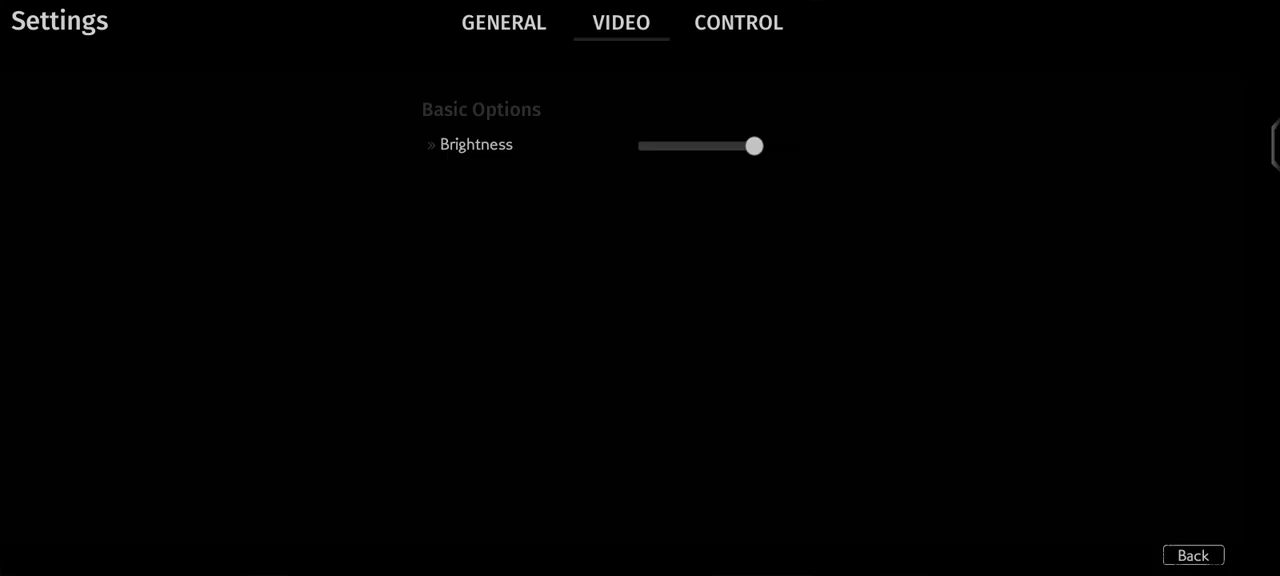 Settings
GENERAL VIDEO CONTROL
Basic Options
» Brightness
Back